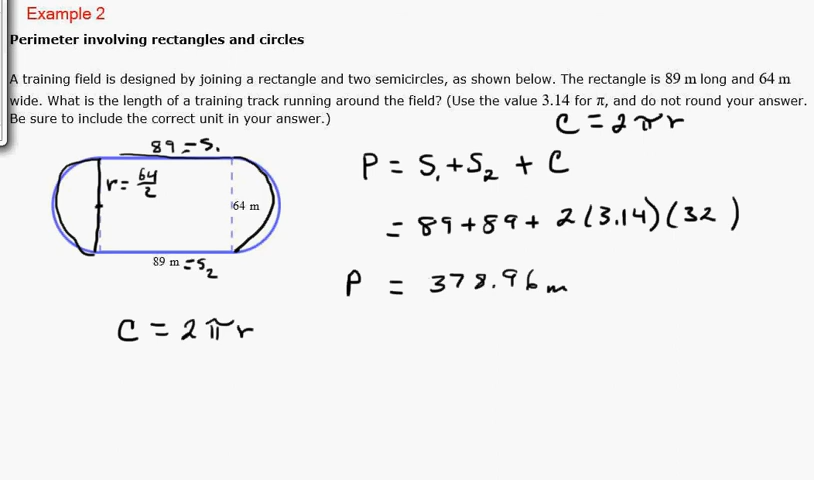 Example 2
Perimeter involving rectangles and circles
A training field is designed by joining a rectangle and two semicircles, as shown below. The rectangle is 89 m long and 64 m
wide. What is the length of a training track running around the field? (Use the value 3.14 for π, and do not round your answer.
Be sure to include the correct unit in your answer.)
C = 2πr
89 = S₁
r = 64/2
64 m
89 m = S₂
C = 2πr
P = S₁ + S₂ + C
= 89 + 89 + 2(3.14)(32)
P = 378.96 m